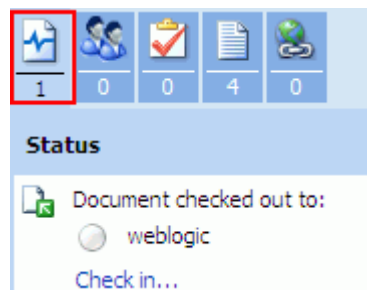 1 0 0 4 0
Status
Document checked out to:
weblogic
Check in...